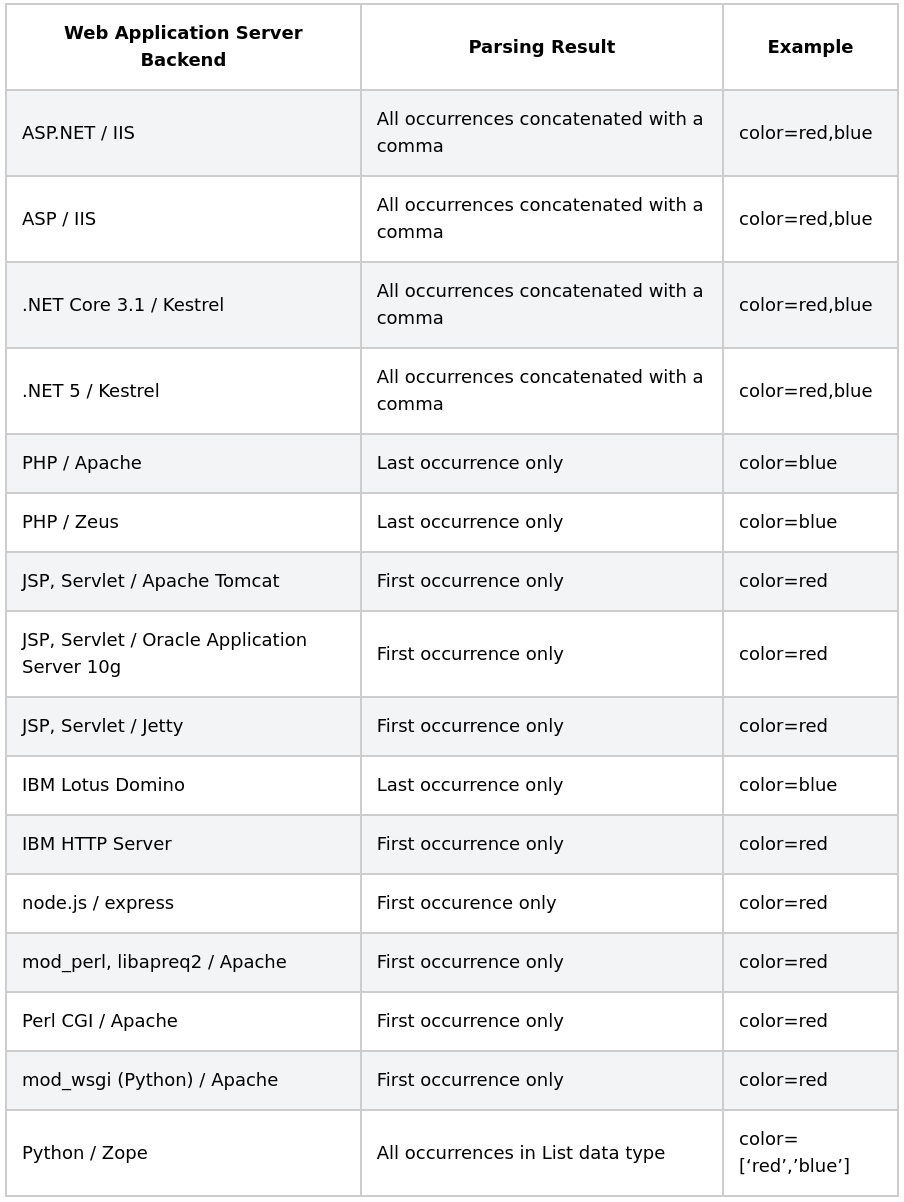 Web Application Server
Backend
Parsing Result
Example
ASP.NET / IIS
All occurrences concatenated with a
comma
color=red,blue
ASP / IIS
All occurrences concatenated with a
comma
color=red,blue
.NET Core 3.1 / Kestrel
All occurrences concatenated with a
comma
color=red,blue
.NET 5 / Kestrel
All occurrences concatenated with a
comma
color=red,blue
PHP / Apache
Last occurrence only
color=blue
PHP / Zeus
Last occurrence only
color=blue
JSP, Servlet / Apache Tomcat
First occurrence only
color=red
JSP, Servlet / Oracle Application
Server 10g
First occurrence only
color=red
JSP, Servlet / Jetty
First occurrence only
color=red
IBM Lotus Domino
Last occurrence only
color=blue
IBM HTTP Server
First occurrence only
color=red
node.js / express
First occurence only
color=red
mod_perl, libapreq2 / Apache
First occurrence only
color=red
Perl CGI / Apache
First occurrence only
color=red
mod_wsgi (Python) / Apache
First occurrence only
color=red
Python / Zope
All occurrences in List data type
color=
[‘red’,’blue’]